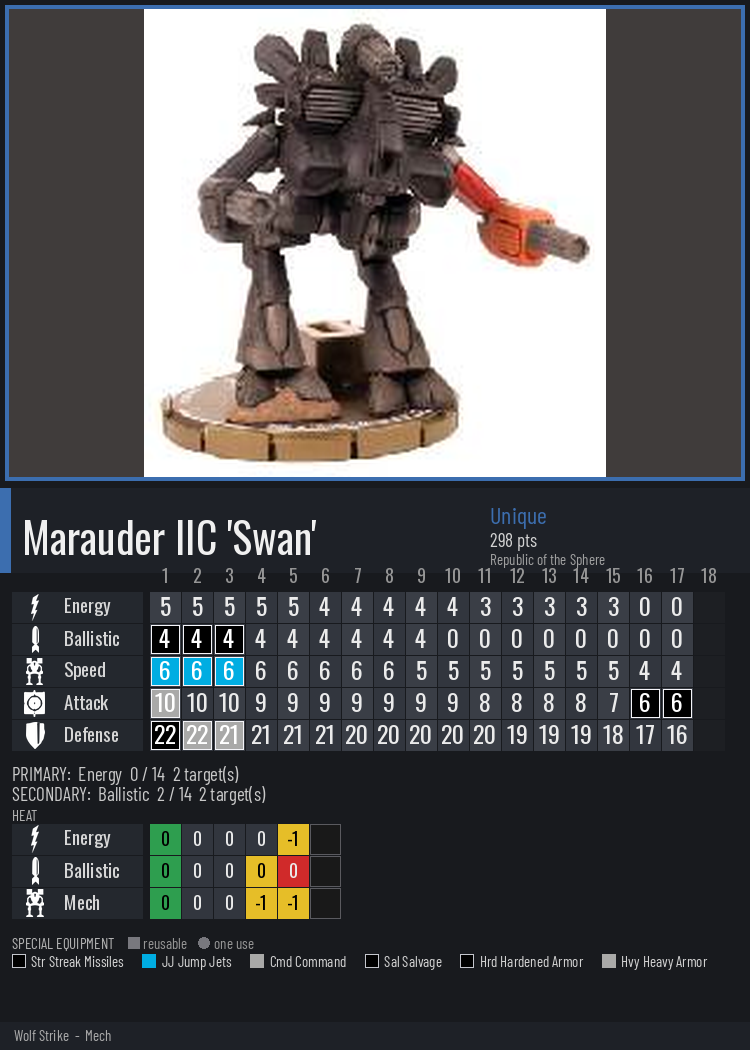 Marauder IIC 'Swan'
Unique
298 pts
Republic of the Sphere
1 2 3 4 5 6 7 8 9 10 11 12 13 14 15 16 17 18
Energy 5 5 5 5 5 4 4 4 4 4 3 3 3 3 3 0 0
Ballistic 4 4 4 4 4 4 4 4 4 0 0 0 0 0 0 0 0
Speed 6 6 6 6 6 6 6 6 5 5 5 5 5 5 5 4 4
Attack 10 10 10 9 9 9 9 9 9 9 8 8 8 8 7 6 6
Defense 22 22 21 21 21 21 20 20 20 20 20 19 19 19 18 17 16
PRIMARY: Energy 0 / 14 2 target(s)
SECONDARY: Ballistic 2 / 14 2 target(s)
HEAT
Energy 0 0 0 0 -1
Ballistic 0 0 0 0 0
Mech 0 0 0 -1 -1
SPECIAL EQUIPMENT reusable one use
Str Streak Missiles JJ Jump Jets Cmd Command Sal Salvage Hrd Hardened Armor Hvy Heavy Armor
Wolf Strike - Mech